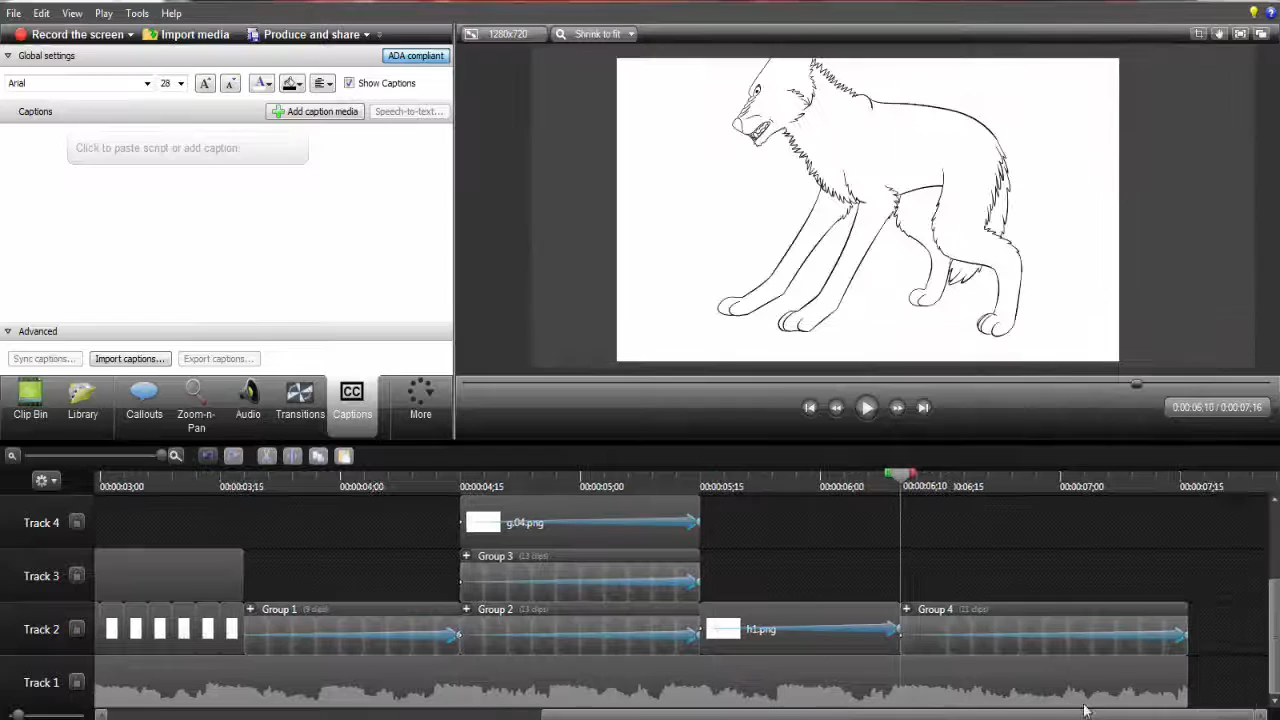 File Edit View Play Tools Help
Record the screen Import media Produce and share
1280x720 Shrink to fit
Global settings ADA compliant
Arial 28 A A A Show Captions
Captions Add caption media Speech-to-text...
Click to paste script or add caption.
Advanced
Sync captions... Import captions... Export captions...
CC
Clip Bin Library Callouts Zoom-n-Pan Audio Transitions Captions More
0:00:06;10 / 0:00:07;16
00:00:03;00 00:00:03;15 00:00:04;00 00:00:04;15 00:00:05;00 00:00:05;15 00:00:06;00 00:00:06;10 00:00:07;00 00:00:07;15
Track 4 g.04.png
Track 3 Group 3 (13 clips)
Track 2 Group 1 (9 clips) Group 2 (13 clips) h1.png Group 4 (11 clips)
Track 1